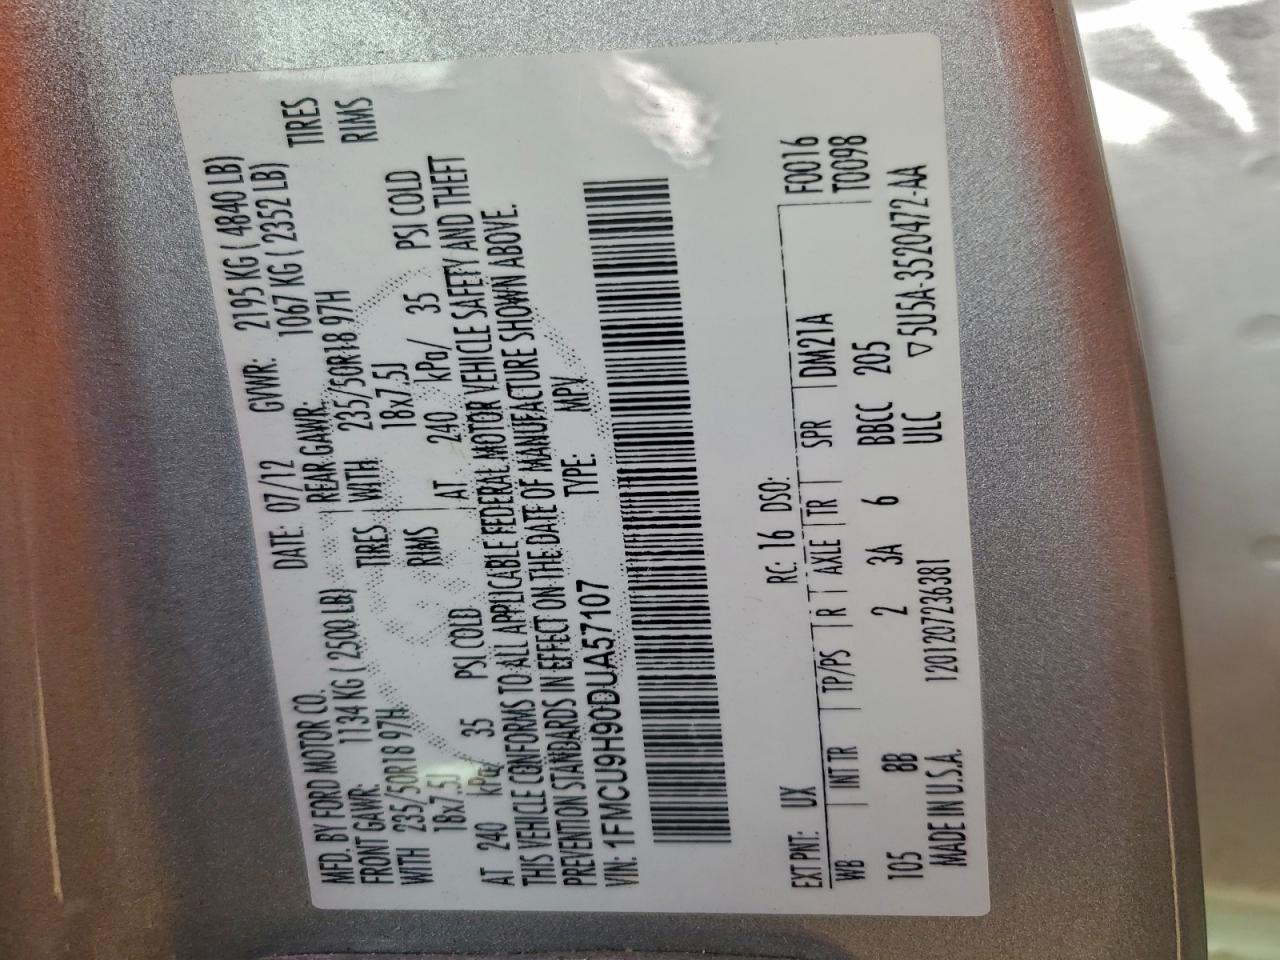 MFD. BY FORD MOTOR CO. DATE: 07/12 GVWR: 2195 KG ( 4840 LB)
FRONT GAWR: 1134 KG ( 2500 LB) REAR GAWR: 1067 KG ( 2352 LB)
WITH 235/50R18 97H TIRES WITH 235/50R18 97H TIRES
18x7.5J RIMS 18x7.5J RIMS
AT 240 kPa/ 35 PSI COLD AT 240 kPa/ 35 PSI COLD
THIS VEHICLE CONFORMS TO ALL APPLICABLE FEDERAL MOTOR VEHICLE SAFETY AND THEFT
PREVENTION STANDARDS IN EFFECT ON THE DATE OF MANUFACTURE SHOWN ABOVE.
VIN: 1FMCU9H90DUA57107 TYPE: MPV
EXT PNT: UX RC: 16 DSO: F0016
WB INT TR TP/PS R AXLE TR SPR DM21A T0098
105 8B 2 3A 6 BBCC 205
ULC
MADE IN U.S.A. 120120723638​1 ▽5U5A-3520472-AA